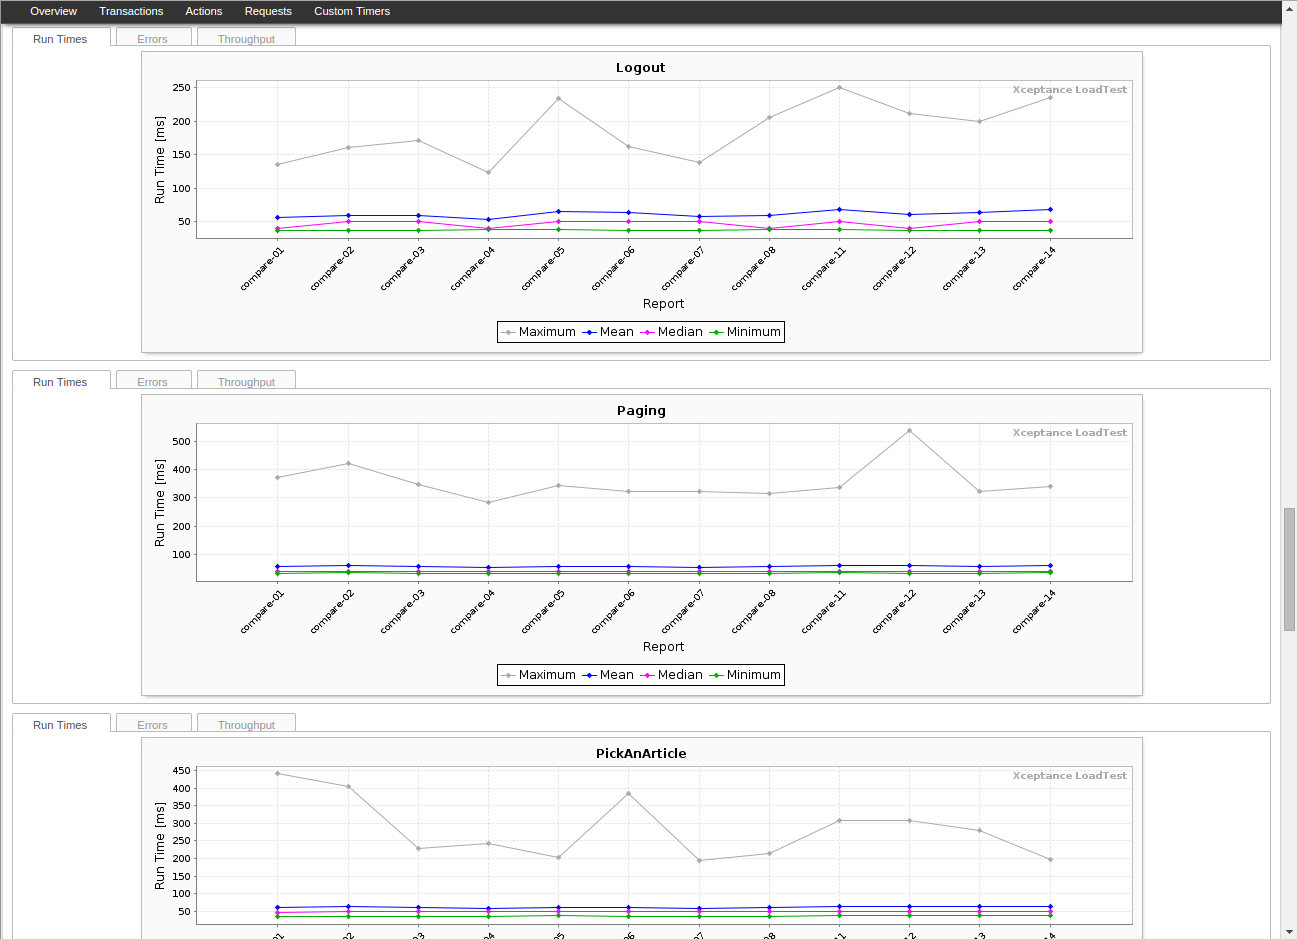 Overview Transactions Actions Requests Custom Timers
Run Times Errors Throughput
Logout
Xceptance LoadTest
Run Time [ms]
250
200
150
100
50
compare-01 compare-02 compare-03 compare-04 compare-05 compare-06 compare-07 compare-08 compare-11 compare-12 compare-13 compare-14
Report
Maximum Mean Median Minimum
Run Times Errors Throughput
Paging
Xceptance LoadTest
Run Time [ms]
500
400
300
200
100
compare-01 compare-02 compare-03 compare-04 compare-05 compare-06 compare-07 compare-08 compare-11 compare-12 compare-13 compare-14
Report
Maximum Mean Median Minimum
Run Times Errors Throughput
PickAnArticle
Xceptance LoadTest
Run Time [ms]
450
400
350
300
250
200
150
100
50